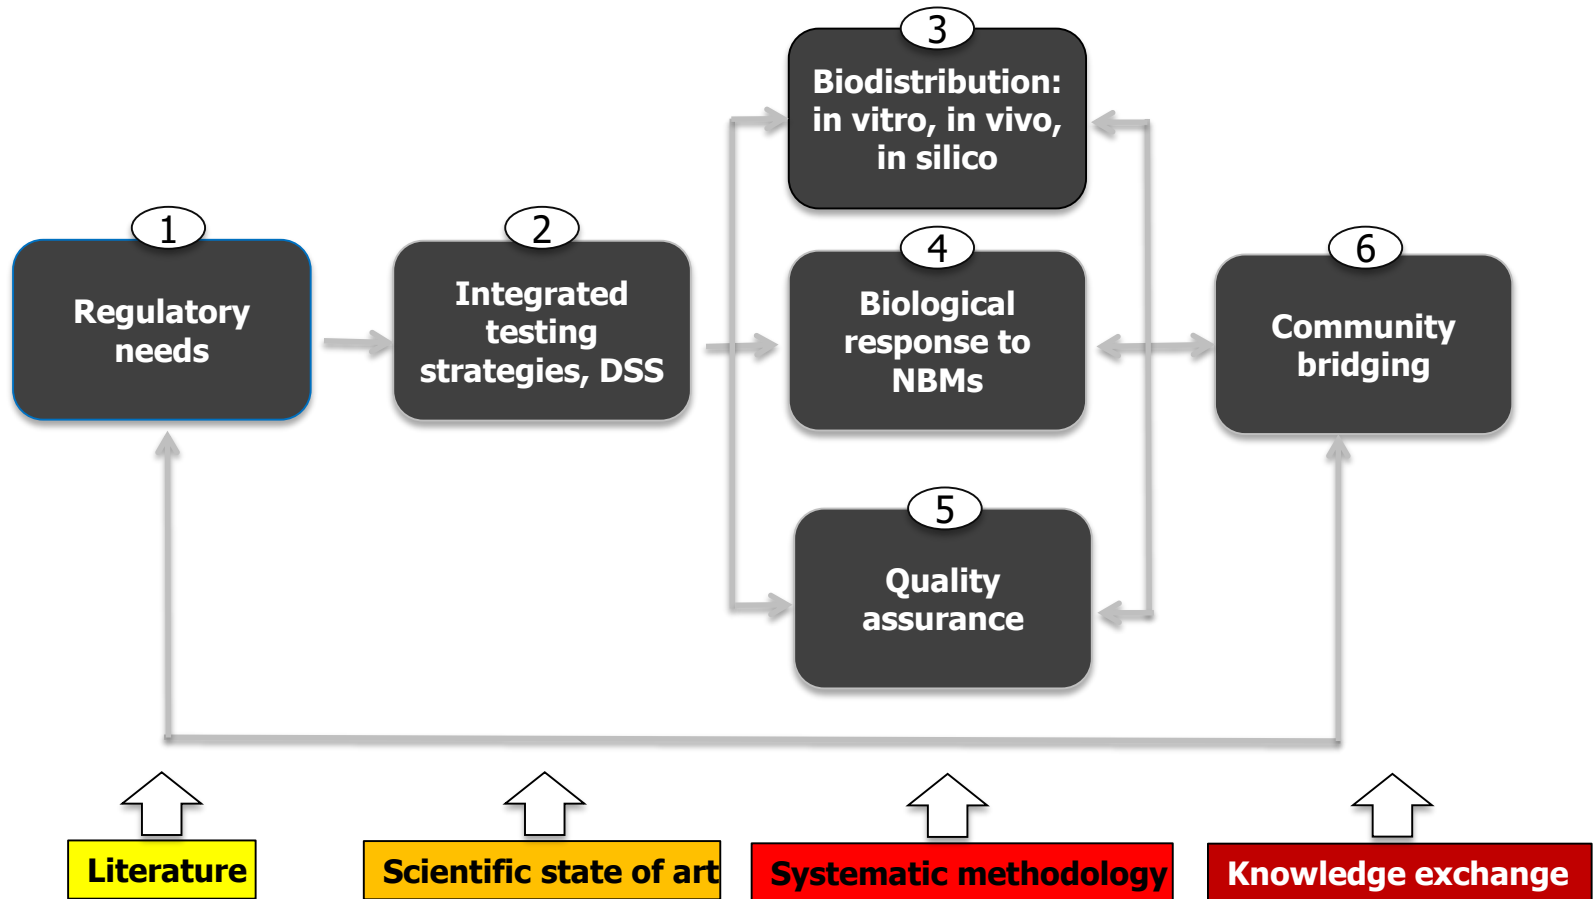 1
Regulatory
needs
2
Integrated
testing
strategies, DSS
3
Biodistribution:
in vitro, in vivo,
in silico
4
Biological
response to
NBMs
5
Quality
assurance
6
Community
bridging
Literature
Scientific state of art
Systematic methodology
Knowledge exchange